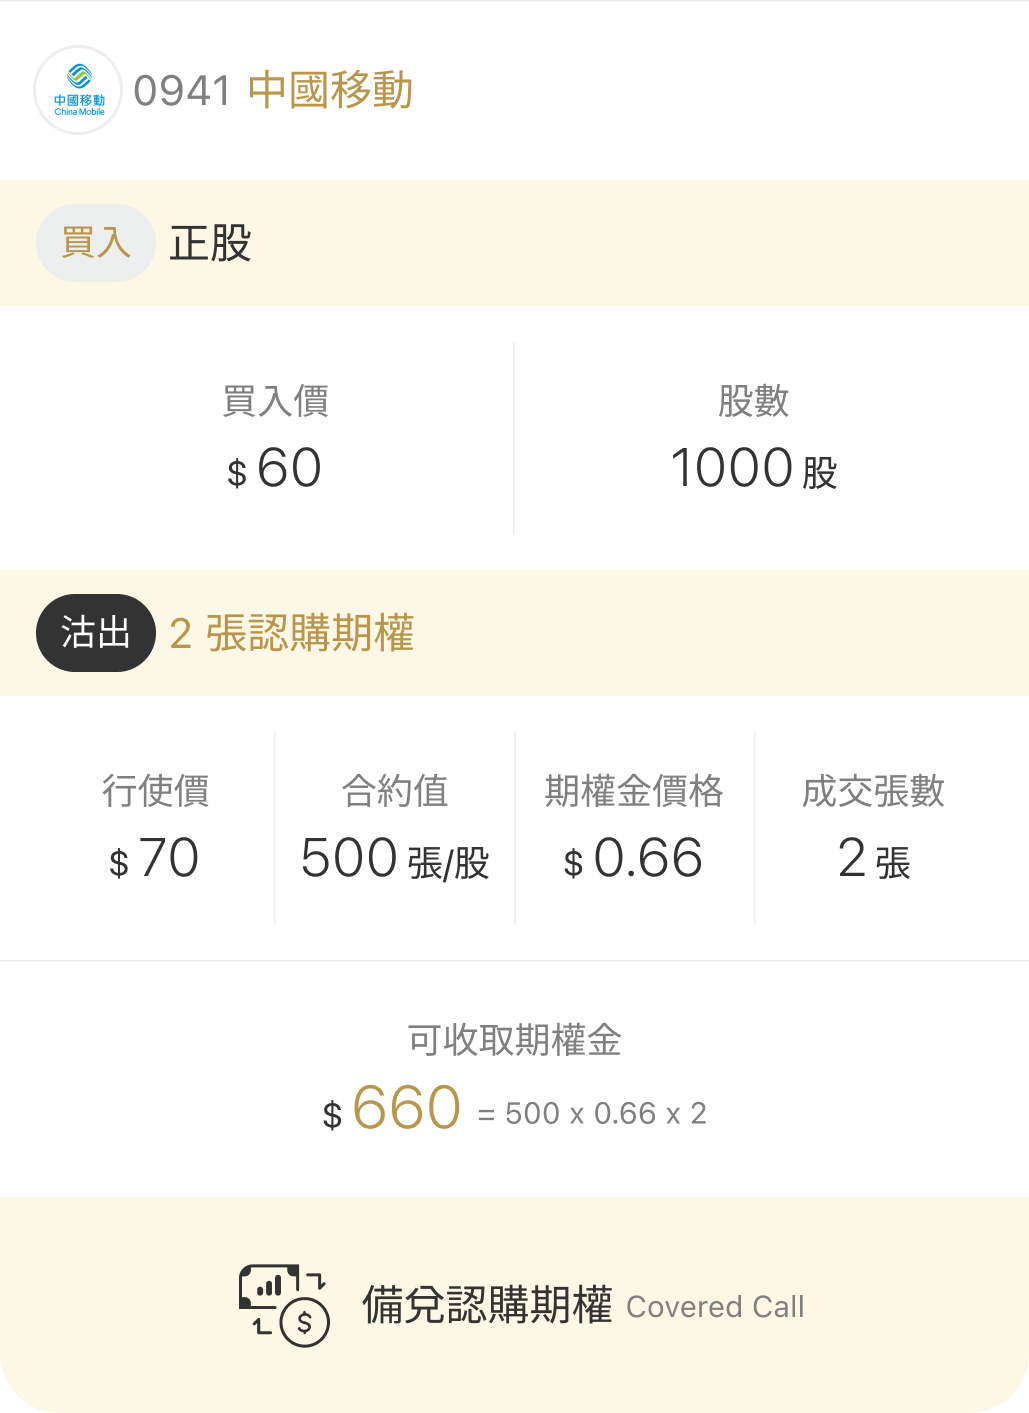 中國移動
China Mobile
0941 中國移動
買入 正股
買入價 股數
$ 60 1000 股
沽出 2 張認購期權
行使價 合約值 期權金價格 成交張數
$ 70 500 張/股 $ 0.66 2 張
可收取期權金
$ 660 = 500 x 0.66 x 2
備兌認購期權 Covered Call